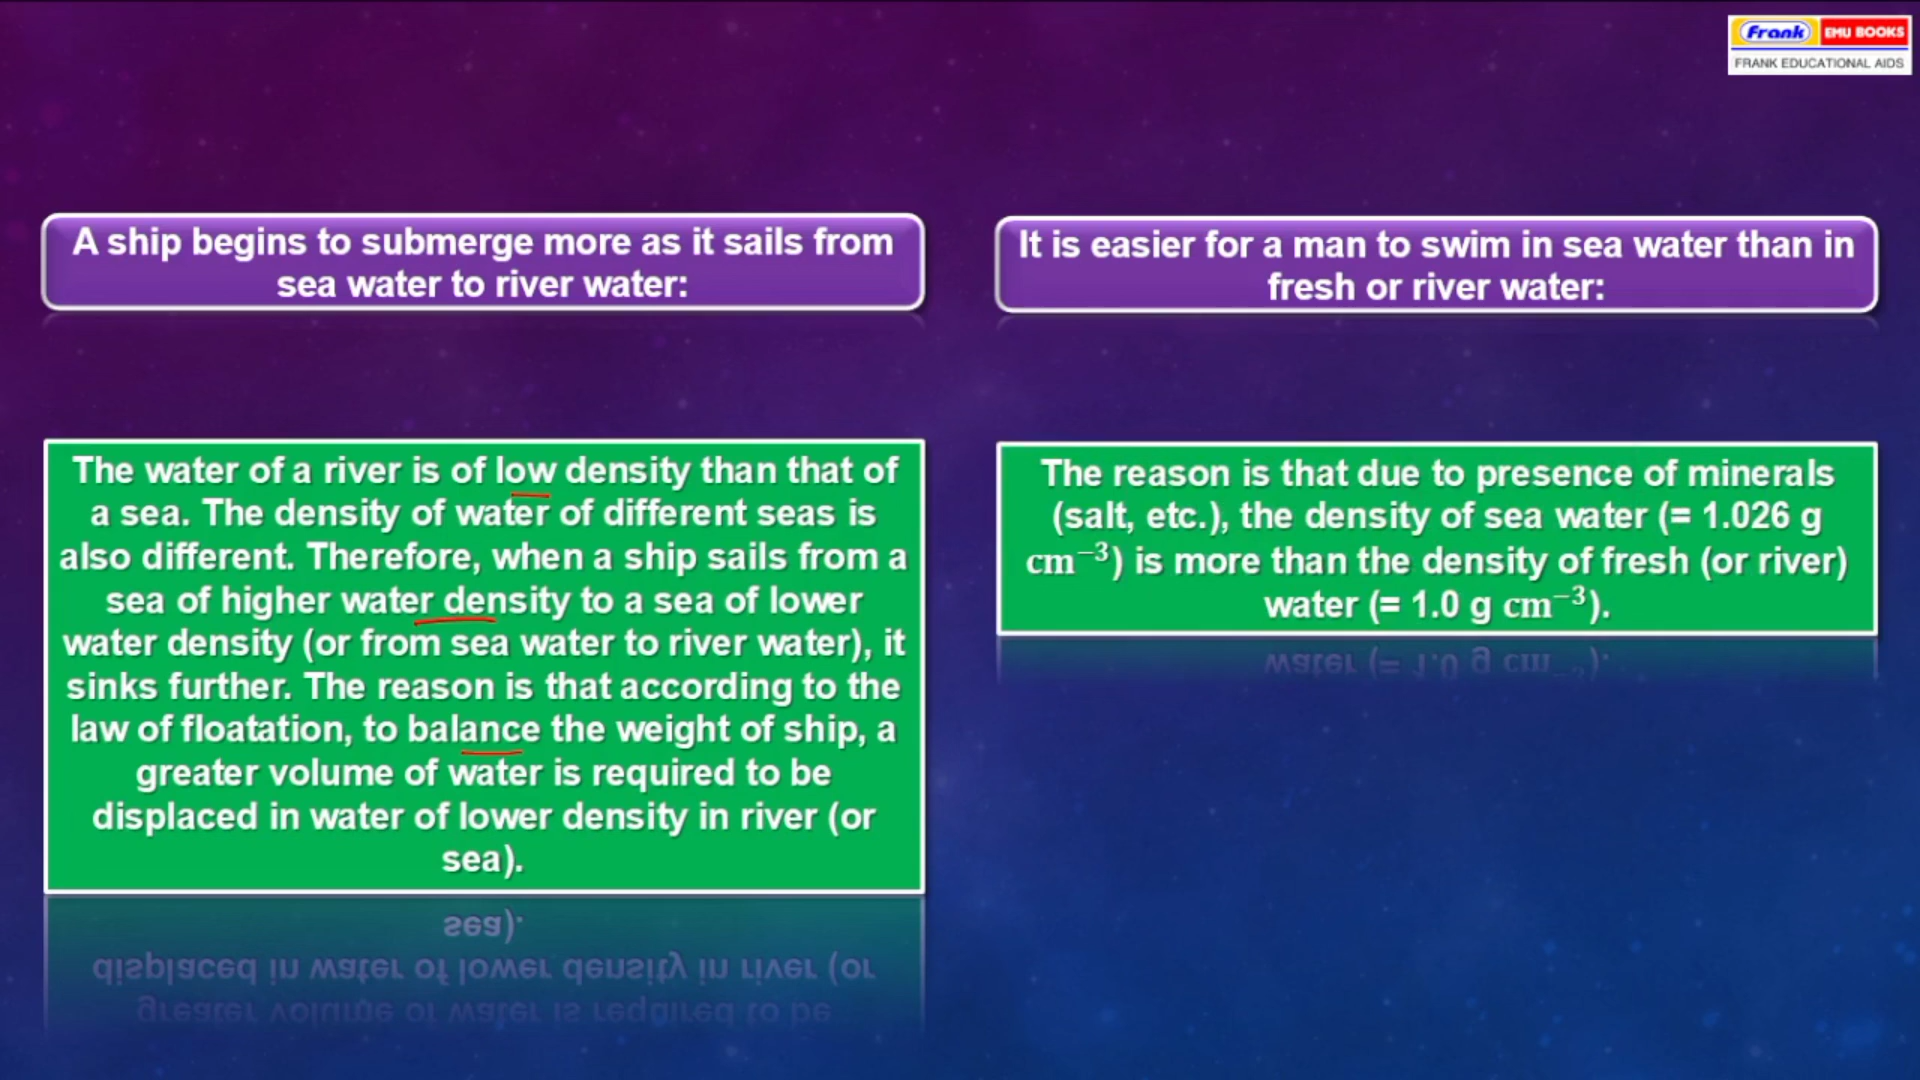 Frank
EMU BOOKS
FRANK EDUCATIONAL AIDS
A ship begins to submerge more as it sails from
sea water to river water:
The water of a river is of low density than that of
a sea. The density of water of different seas is
also different. Therefore, when a ship sails from a
sea of higher water density to a sea of lower
water density (or from sea water to river water), it
sinks further. The reason is that according to the
law of floatation, to balance the weight of ship, a
greater volume of water is required to be
displaced in water of lower density in river (or
sea).
It is easier for a man to swim in sea water than in
fresh or river water:
The reason is that due to presence of minerals
(salt, etc.), the density of sea water (= 1.026 g
cm⁻³) is more than the density of fresh (or river)
water (= 1.0 g cm⁻³).